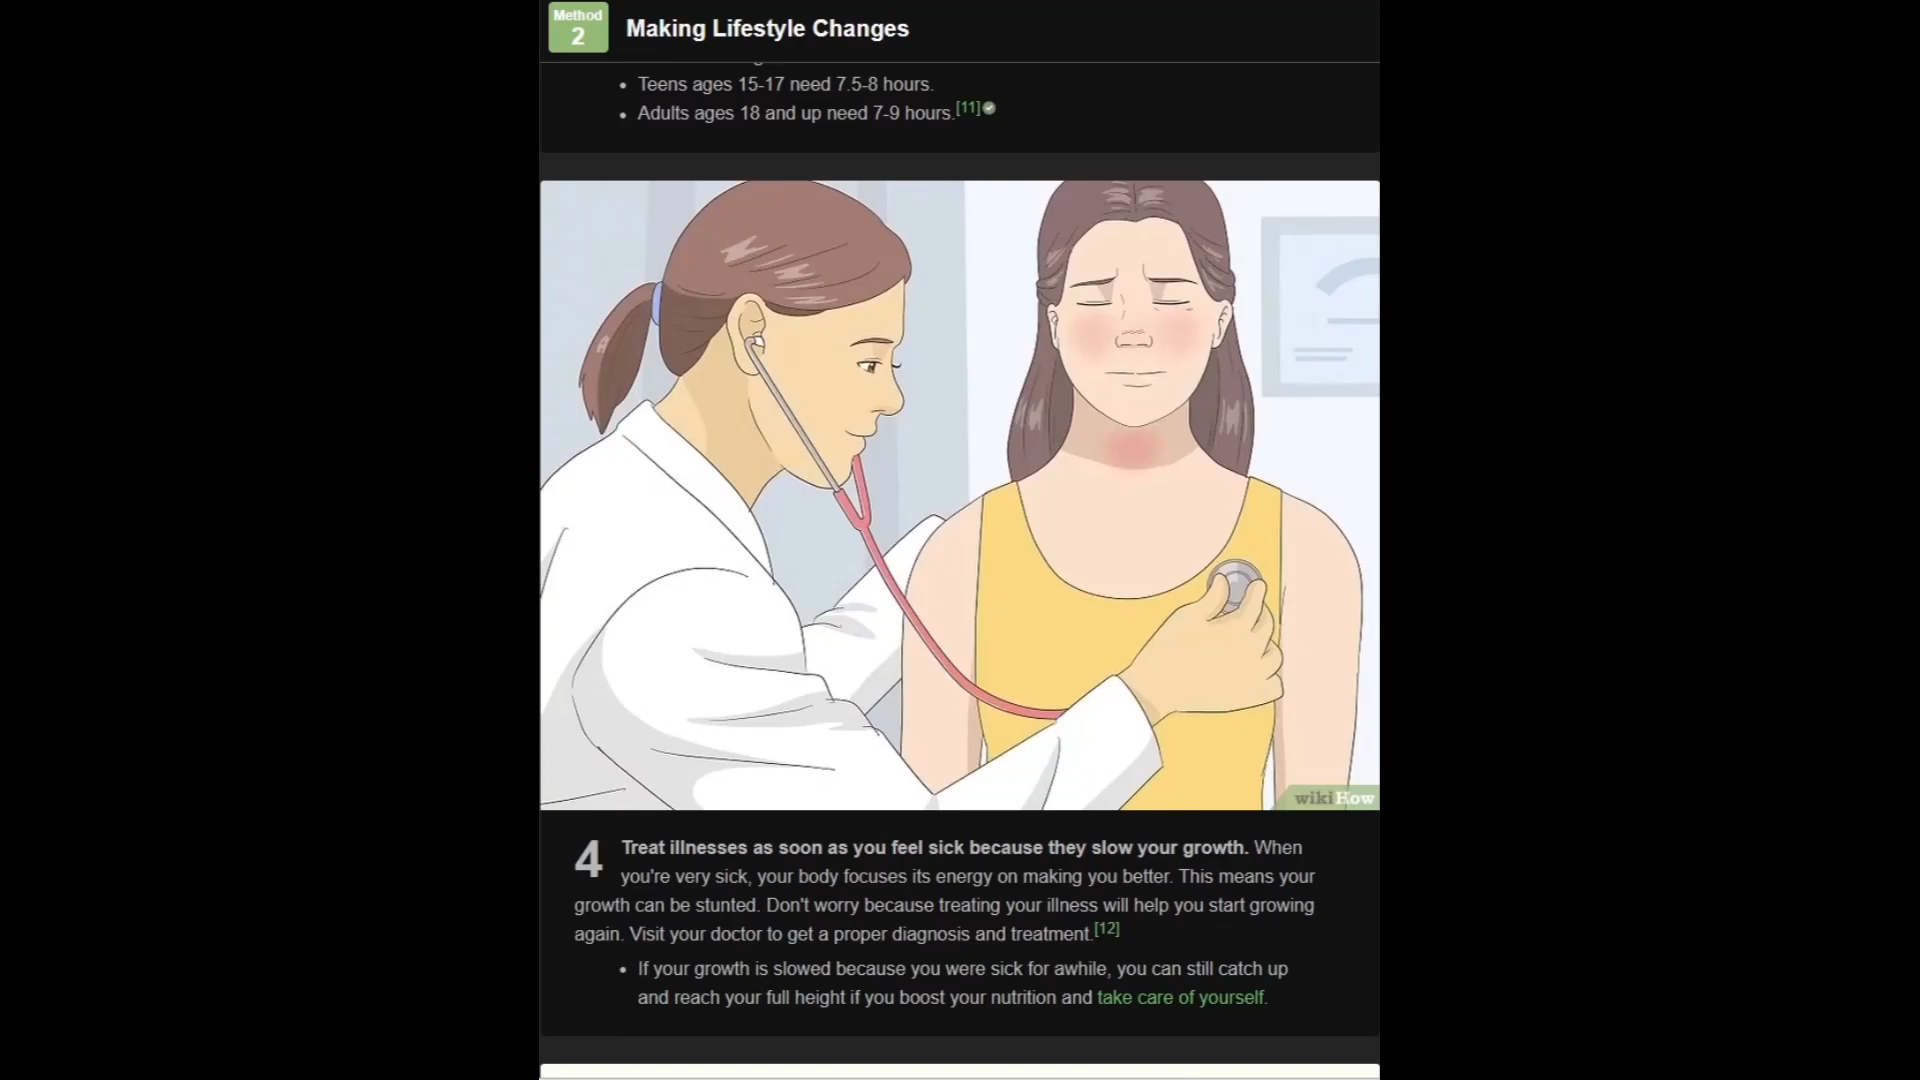 Method
2
Making Lifestyle Changes
• Teens ages 15-17 need 7.5-8 hours.
• Adults ages 18 and up need 7-9 hours.[11]
wikiHow
4
Treat illnesses as soon as you feel sick because they slow your growth. When
you're very sick, your body focuses its energy on making you better. This means your
growth can be stunted. Don't worry because treating your illness will help you start growing
again. Visit your doctor to get a proper diagnosis and treatment.[12]
• If your growth is slowed because you were sick for awhile, you can still catch up
and reach your full height if you boost your nutrition and take care of yourself.